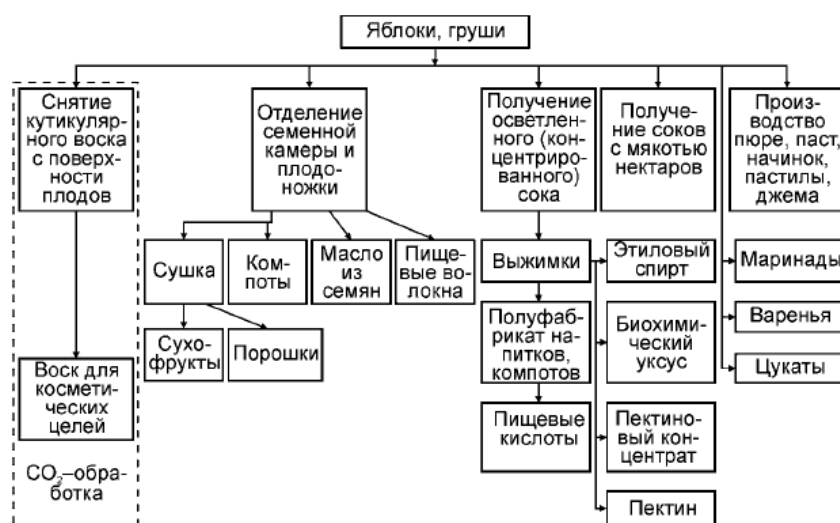 Яблоки, груши
Снятие
кутикулярного воска
с поверх-
ности
плодов
Отделение
семенной
камеры и
плодо-
ножки
Получение
осветлен-
ного (кон-
центриро-
ванного)
сока
Получе-
ние соков
с мякотью
нектаров
Произ-
водство
пюре, паст,
начинок,
пастилы,
джема
Сушка
Ком-
поты
Масло
из
семян
Пище-
вые во-
локна
Выжимки
Этиловый
спирт
Маринады
Сухо-
фрукты
Порошки
Полуфаб-
рикат на-
питков,
компотов
Биохими-
ческий
уксус
Варенья
Цукаты
Воск для
космети-
ческих
целей
Пищевые
кислоты
Пектино-
вый кон-
центрат
CO₂–обра-
ботка
Пектин